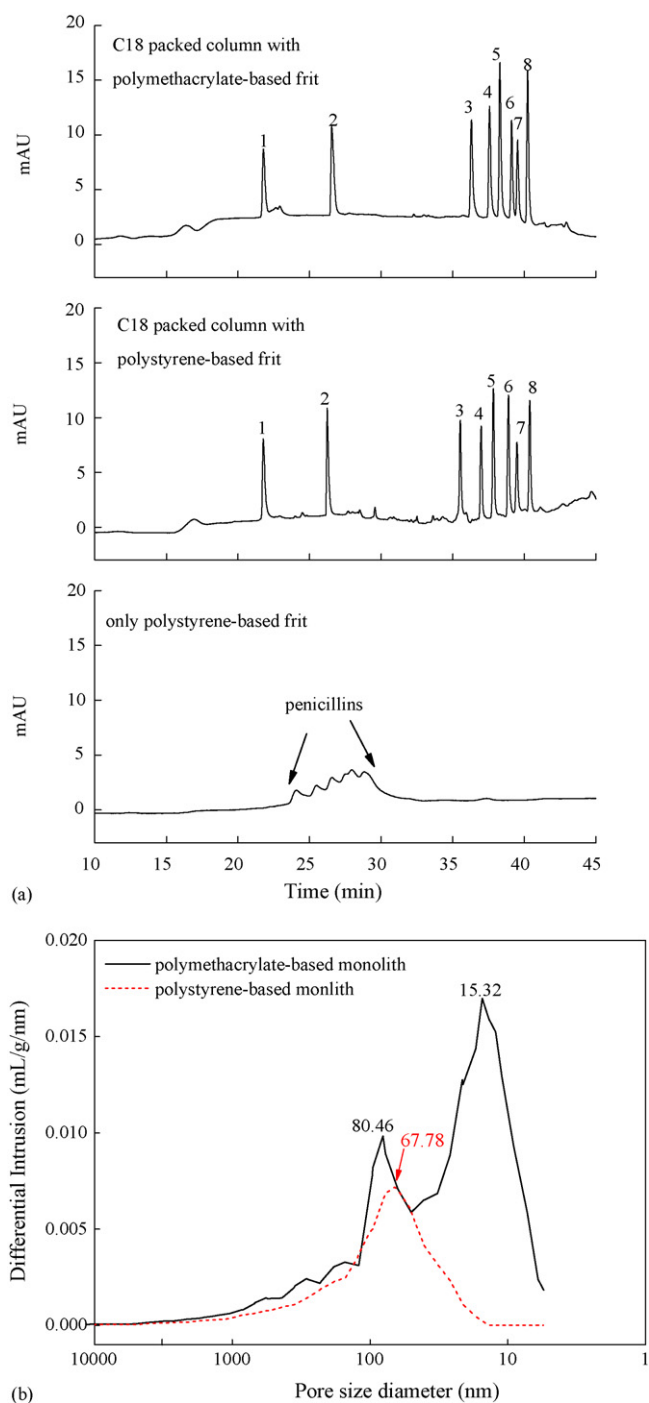 20
C18 packed column with
polymethacrylate-based frit
15
10
5
0
mAU
1
2
3
4
5
6
7
8
20
C18 packed column with
polystyrene-based frit
15
10
5
0
mAU
1
2
3
4
5
6
7
8
20
only polystyrene-based frit
15
10
5
0
mAU
penicillins
10 15 20 25 30 35 40 45
(a)
Time (min)
0.020
0.015
0.010
0.005
0.000
Differential Intrusion (mL/g/nm)
polymethacrylate-based monolith
polystyrene-based monlith
15.32
80.46
67.78
10000 1000 100 10 1
(b)
Pore size diameter (nm)